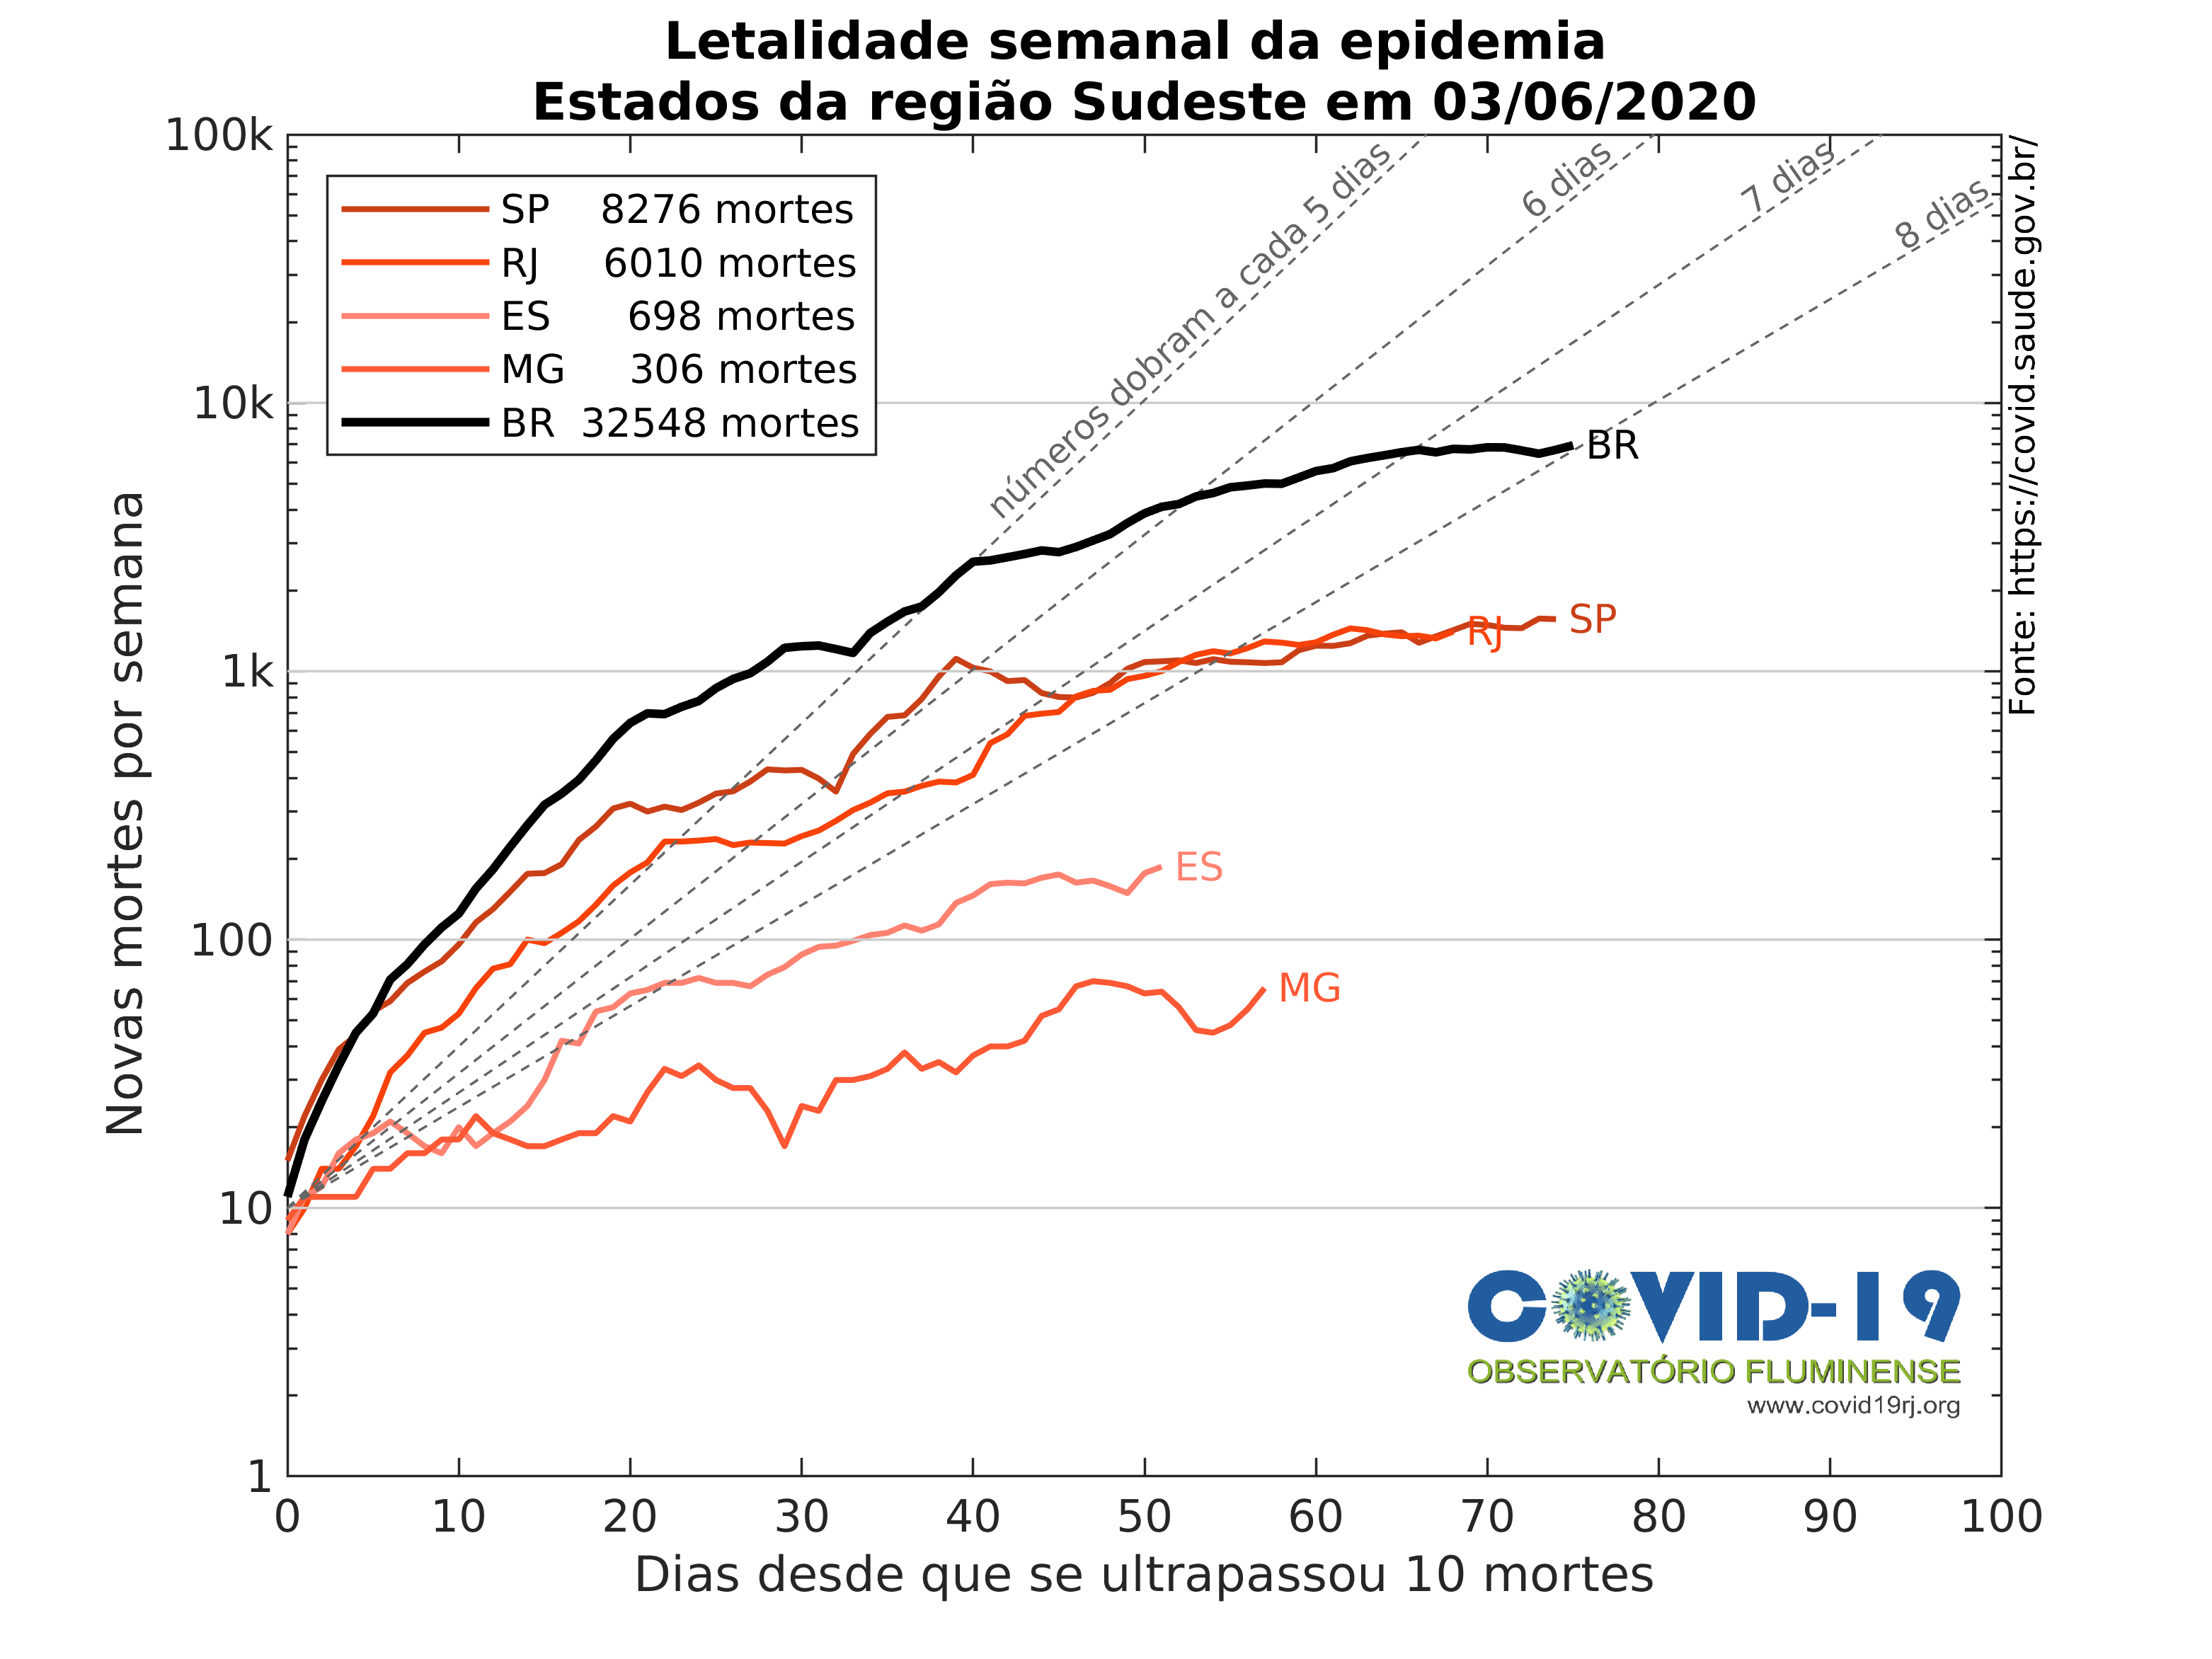 Letalidade semanal da epidemia
Estados da região Sudeste em 03/06/2020
100k
10k
1k
100
10
1
Novas mortes por semana
SP 8276 mortes
RJ 6010 mortes
ES 698 mortes
MG 306 mortes
BR 32548 mortes
números dobram a cada 5 dias
6 dias
7 dias
8 dias
BR
SP
RJ
ES
MG
Fonte: https://covid.saude.gov.br/
COVID-19
OBSERVATÓRIO FLUMINENSE
www.covid19rj.org
0 10 20 30 40 50 60 70 80 90 100
Dias desde que se ultrapassou 10 mortes